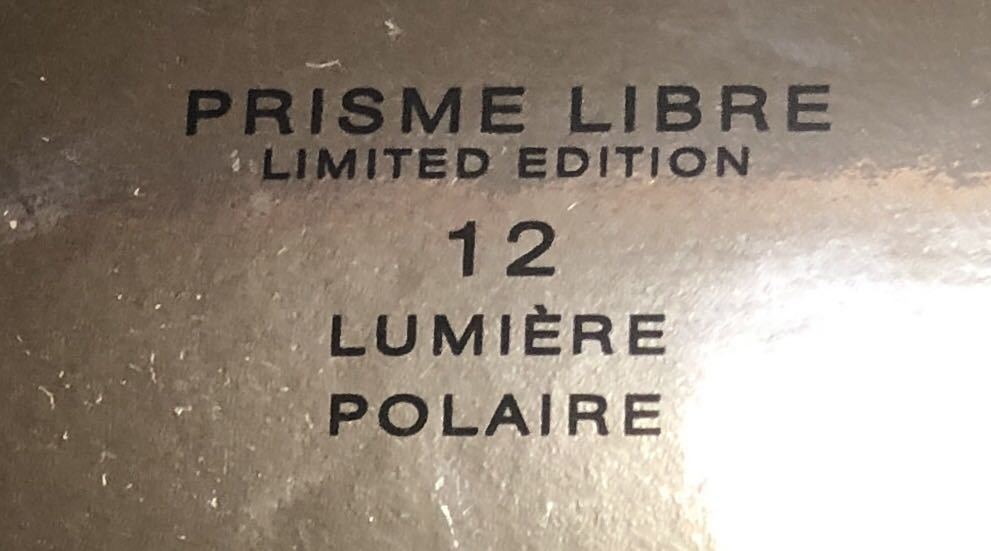 PRISME LIBRE
LIMITED EDITION
12
LUMIÈRE
POLAIRE